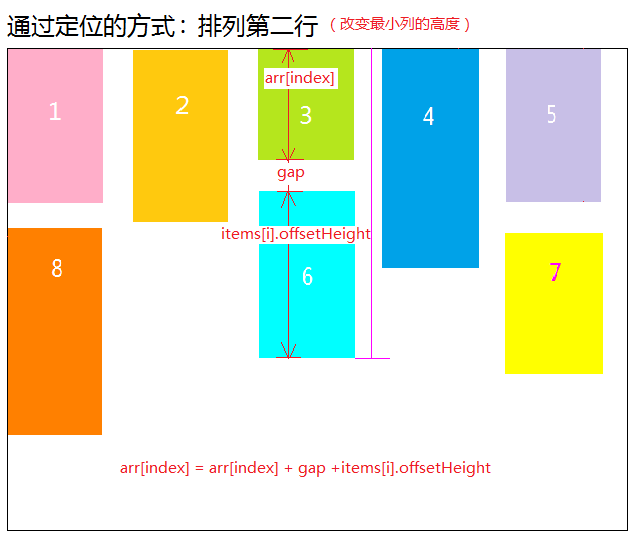 通过定位的方式：排列第二行（改变最小列的高度）
arr[index]
1
2
3
4
5
gap
items[i].offsetHeight
8
6
7
arr[index] = arr[index] + gap +items[i].offsetHeight